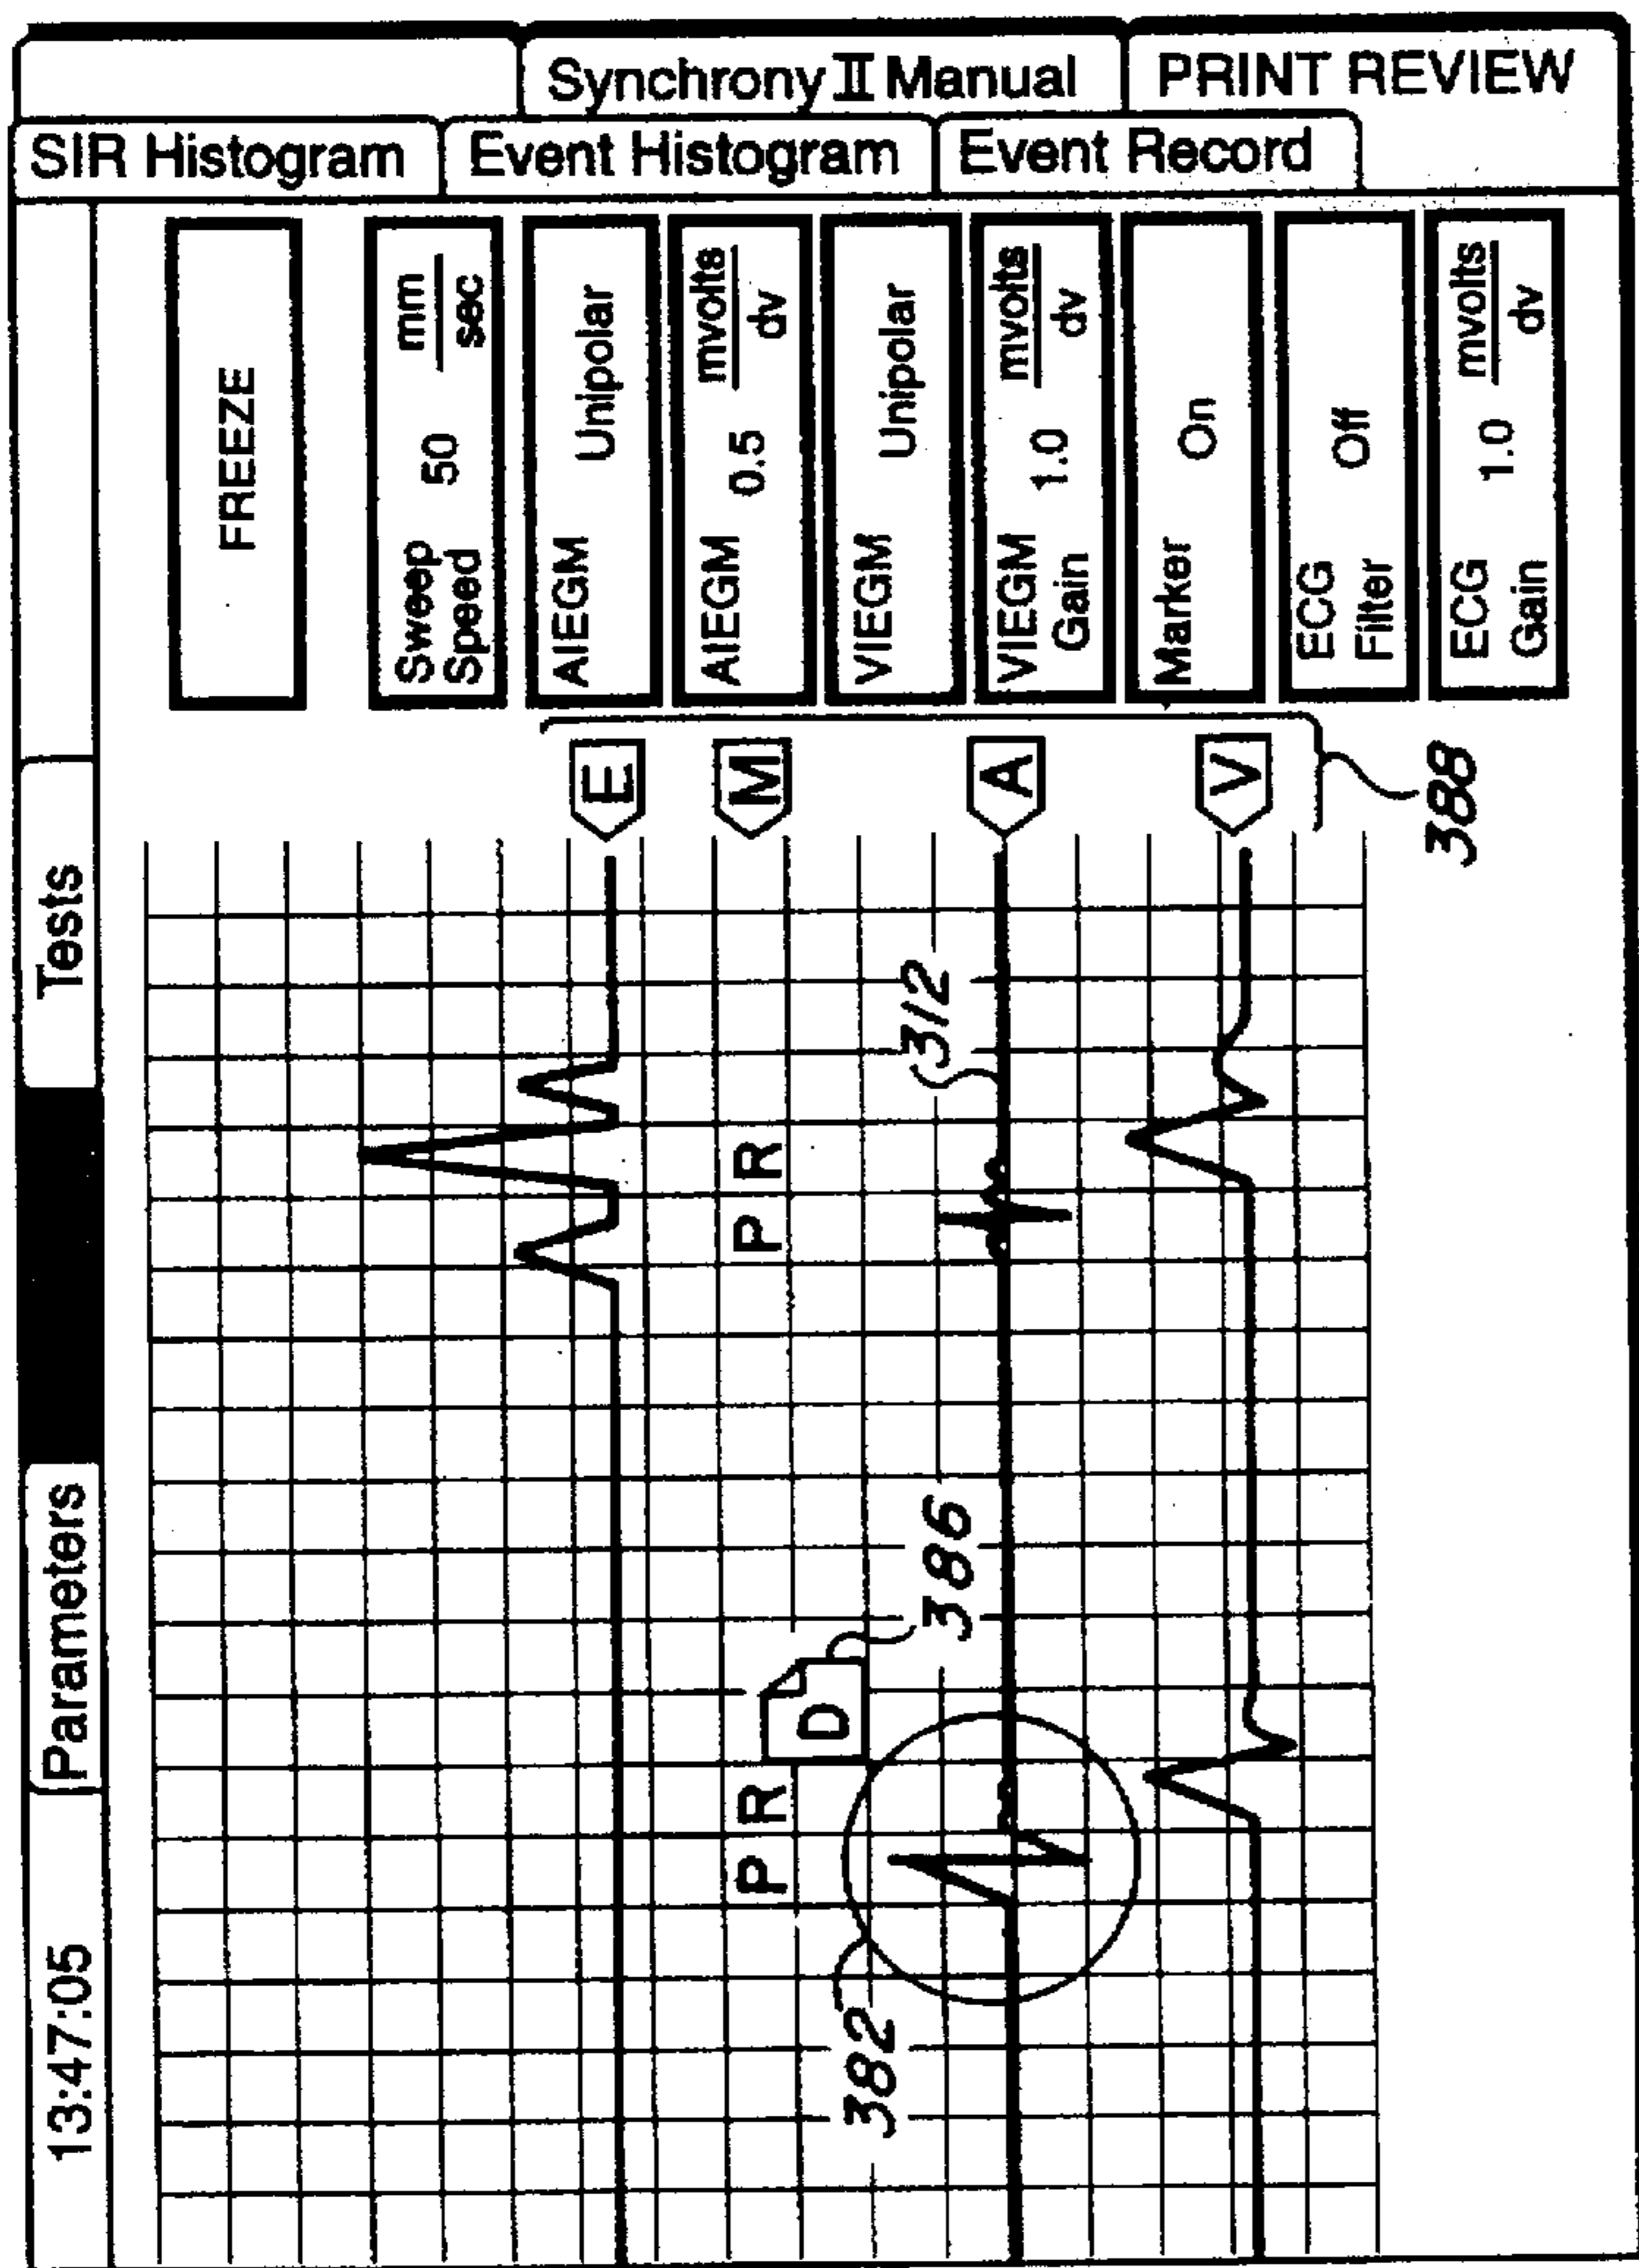 Synchrony II Manual
PRINT REVIEW
SIR Histogram
Event Histogram
Event Record
13:47:05
Parameters
Tests
FREEZE
Sweep Speed 50 mm/sec
AIEGM Unipolar
AIEGM 0.5 mvolts/dv
VIEGM Unipolar
VIEGM Gain 1.0 mvolts/dv
Marker On
ECG Filter Off
ECG Gain 1.0 mvolts/dv
E
M
A
V
388
P R
D
386
P R
312
382